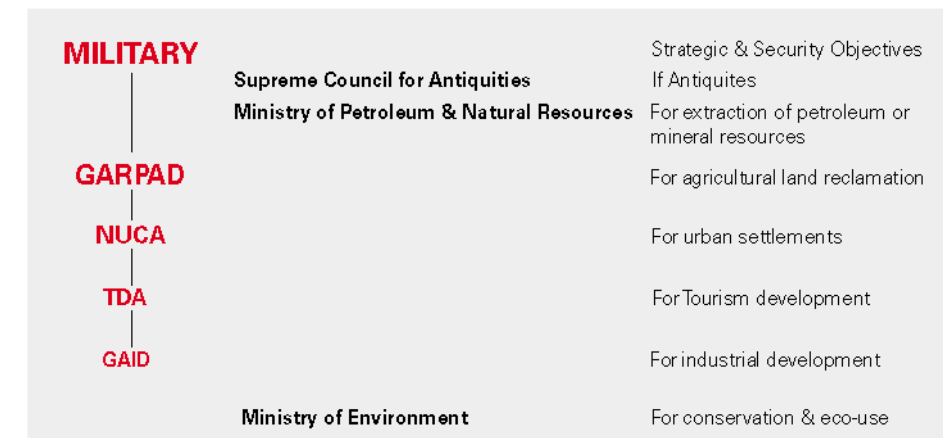 MILITARY Strategic & Security Objectives
Supreme Council for Antiquities If Antiquites
Ministry of Petroleum & Natural Resources For extraction of petroleum or
mineral resources
GARPAD For agricultural land reclamation
NUCA For urban settlements
TDA For Tourism development
GAID For industrial development
Ministry of Environment For conservation & eco-use